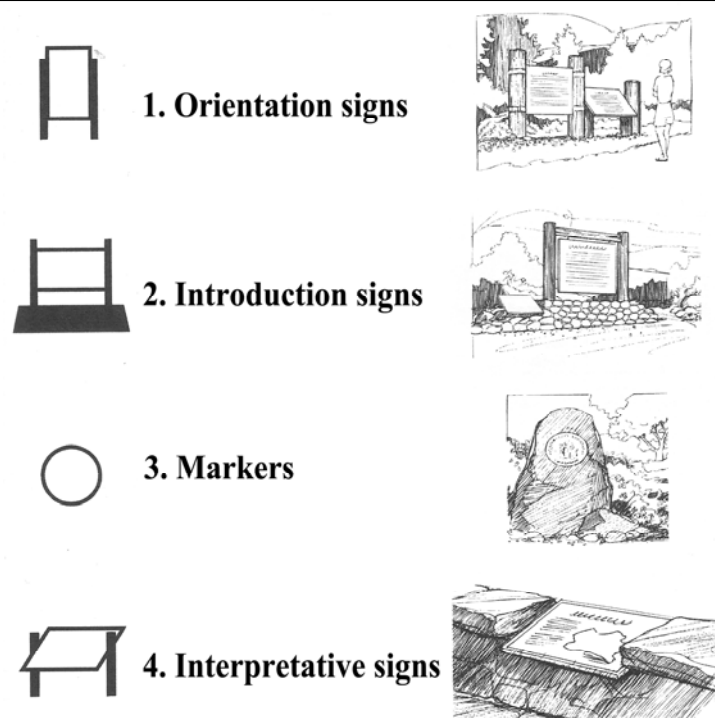 1. Orientation signs
2. Introduction signs
3. Markers
4. Interpretative signs